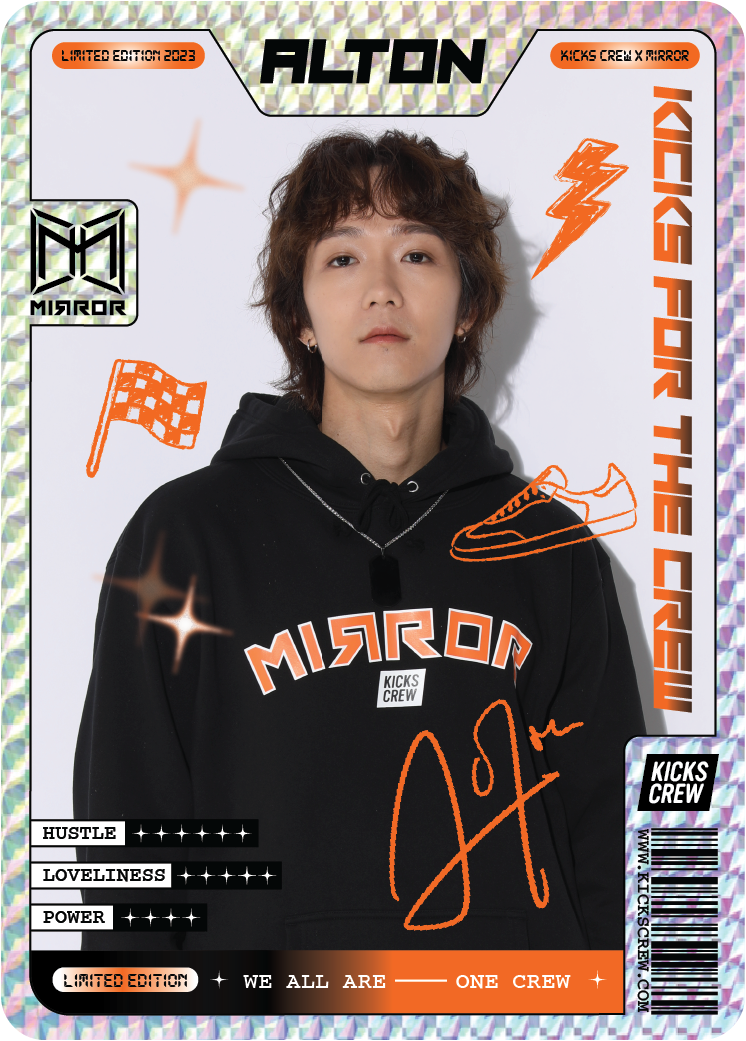 LIMITED EDITION 2023
ALTON
KICKS CREW X MIRROR
KICKS FOR THE CREW
MIRROR
MIRROR
KICKS
CREW
HUSTLE
LOVELINESS
POWER
KICKS
CREW
WWW.KICKSCREW.COM
LIMITED EDITION
WE ALL ARE — ONE CREW